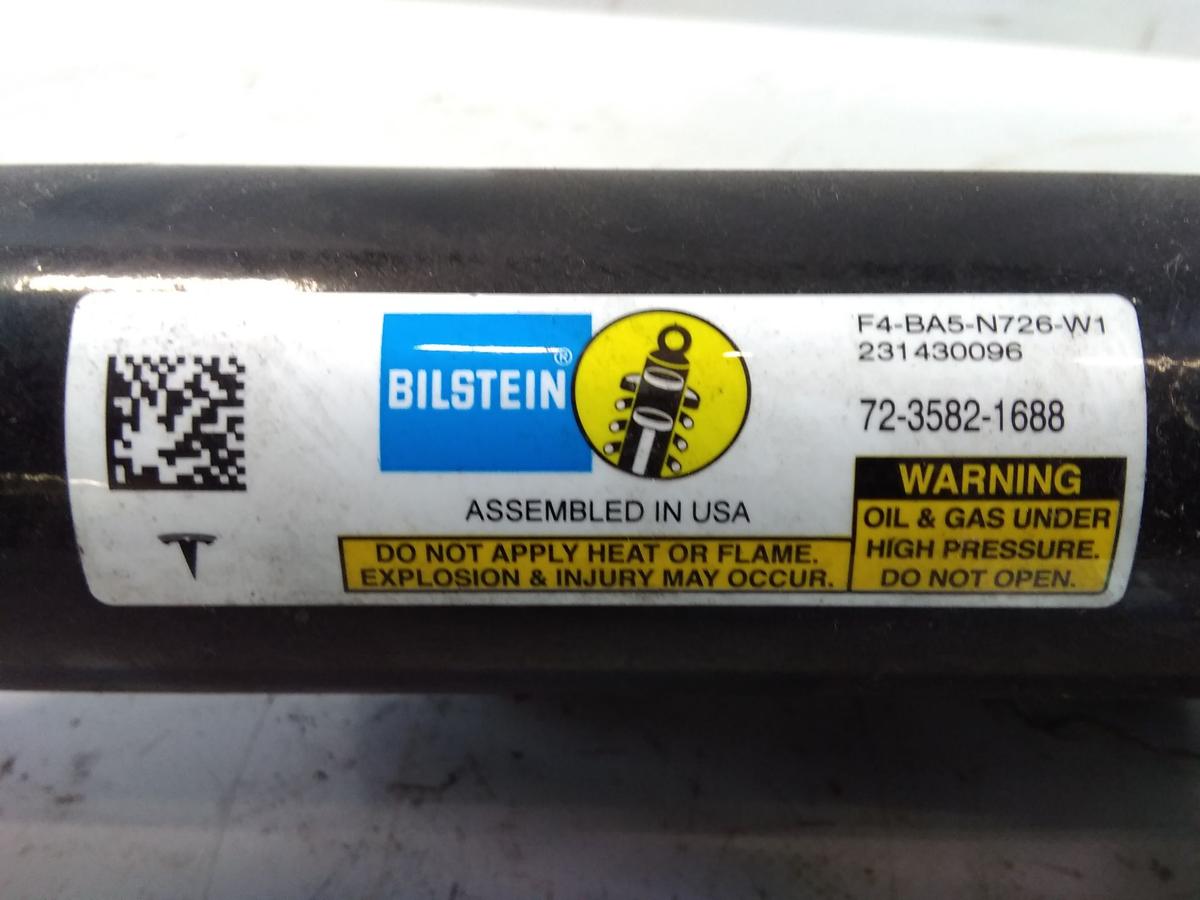 BILSTEIN®
ASSEMBLED IN USA
DO NOT APPLY HEAT OR FLAME.
EXPLOSION & INJURY MAY OCCUR.
F4-BA5-N726-W1
231430096
72-3582-1688
WARNING
OIL & GAS UNDER
HIGH PRESSURE.
DO NOT OPEN.